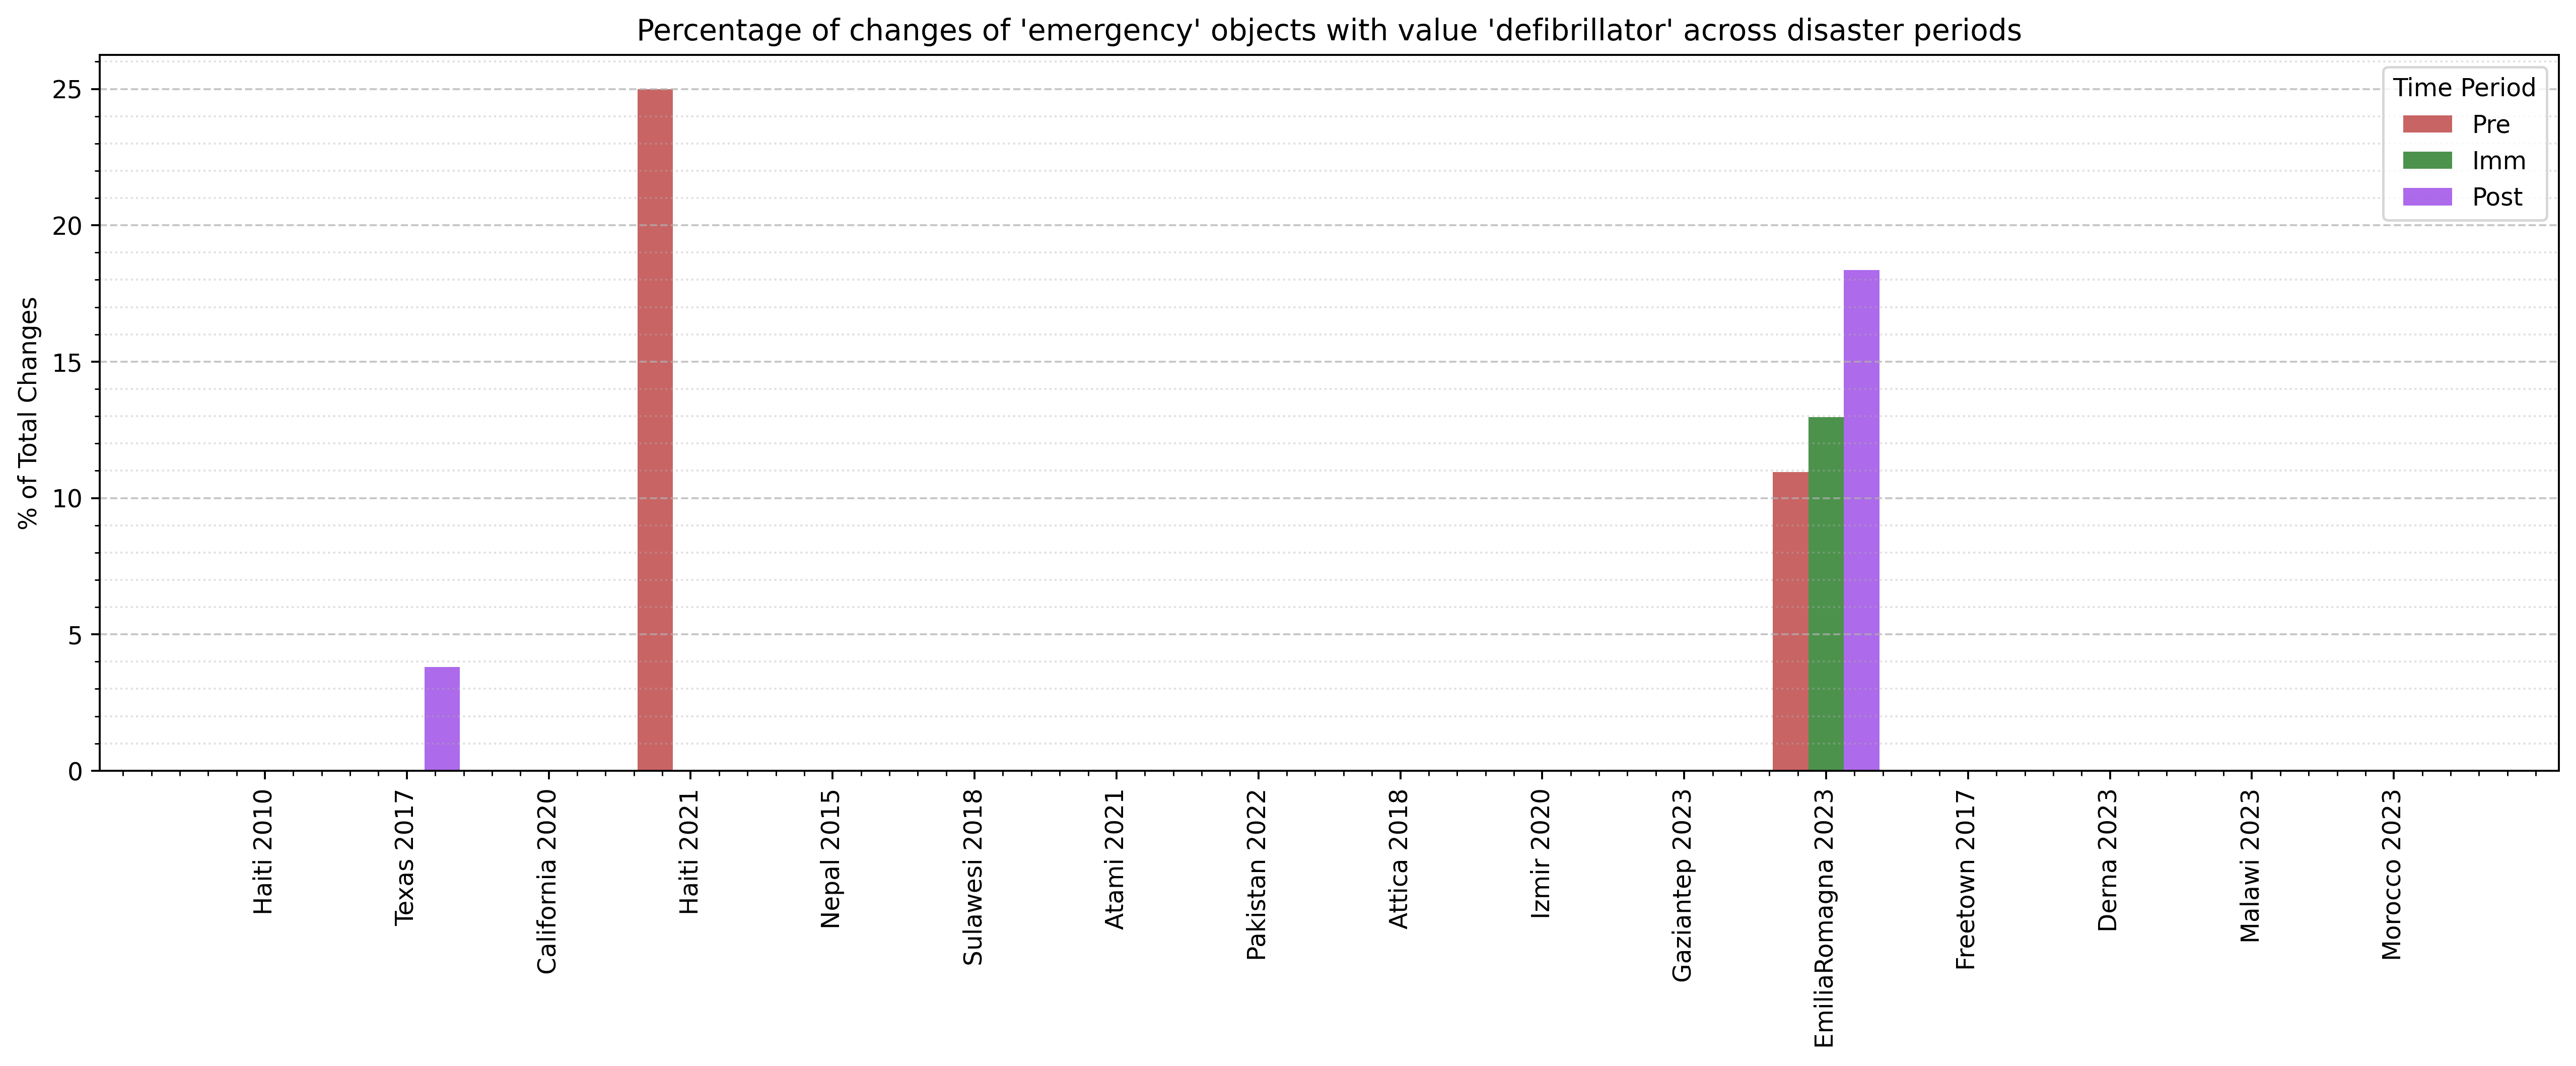 Percentage of changes of 'emergency' objects with value 'defibrillator' across disaster periods
% of Total Changes
25
20
15
10
5
0
Time Period
Pre
Imm
Post
Haiti 2010
Texas 2017
California 2020
Haiti 2021
Nepal 2015
Sulawesi 2018
Atami 2021
Pakistan 2022
Attica 2018
Izmir 2020
Gaziantep 2023
EmiliaRomagna 2023
Freetown 2017
Derna 2023
Malawi 2023
Morocco 2023